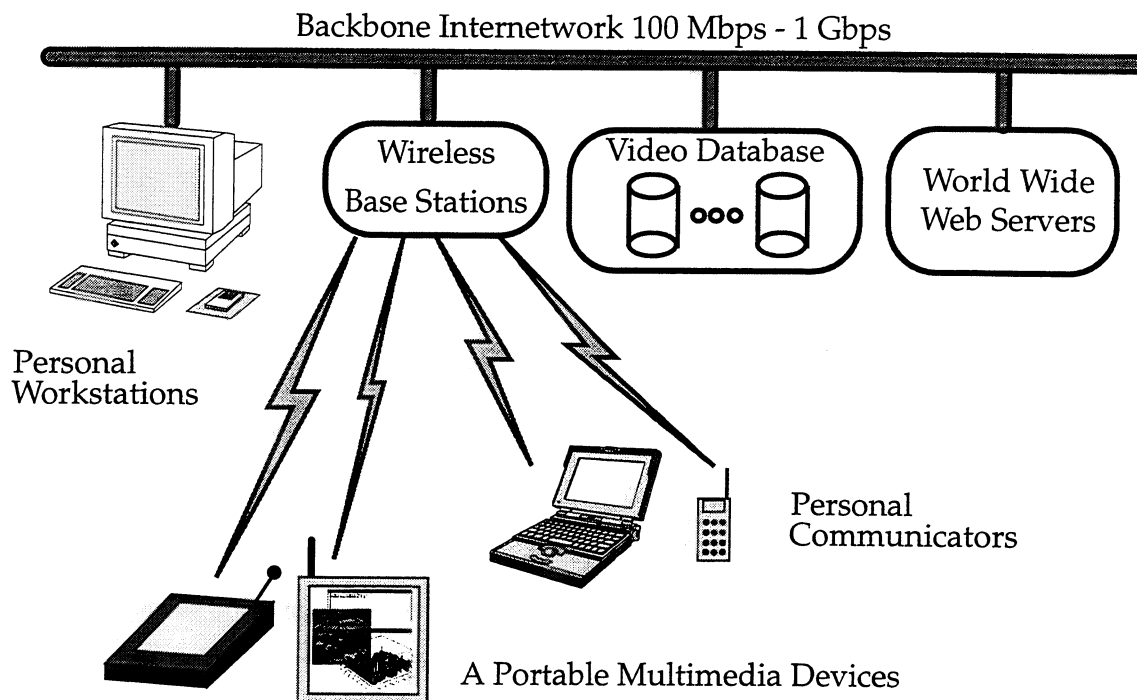 Backbone Internetwork 100 Mbps - 1 Gbps
Wireless
Base Stations
Video Database
World Wide
Web Servers
Personal
Workstations
Personal
Communicators
A Portable Multimedia Devices